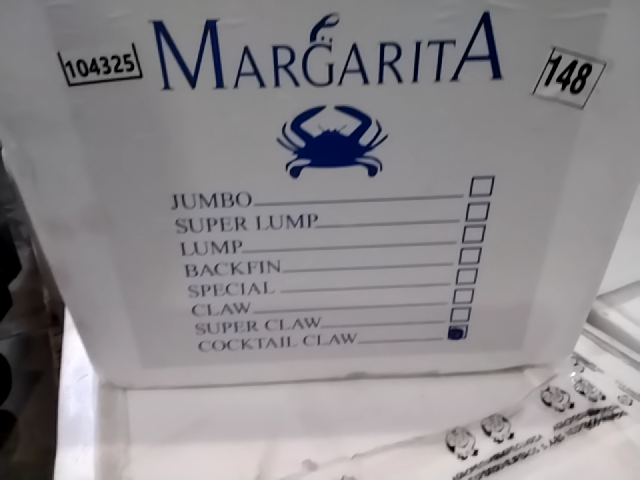 104325
MARGARITA
148
JUMBO
SUPER LUMP
LUMP
BACKFIN
SPECIAL
CLAW
SUPER CLAW
COCKTAIL CLAW